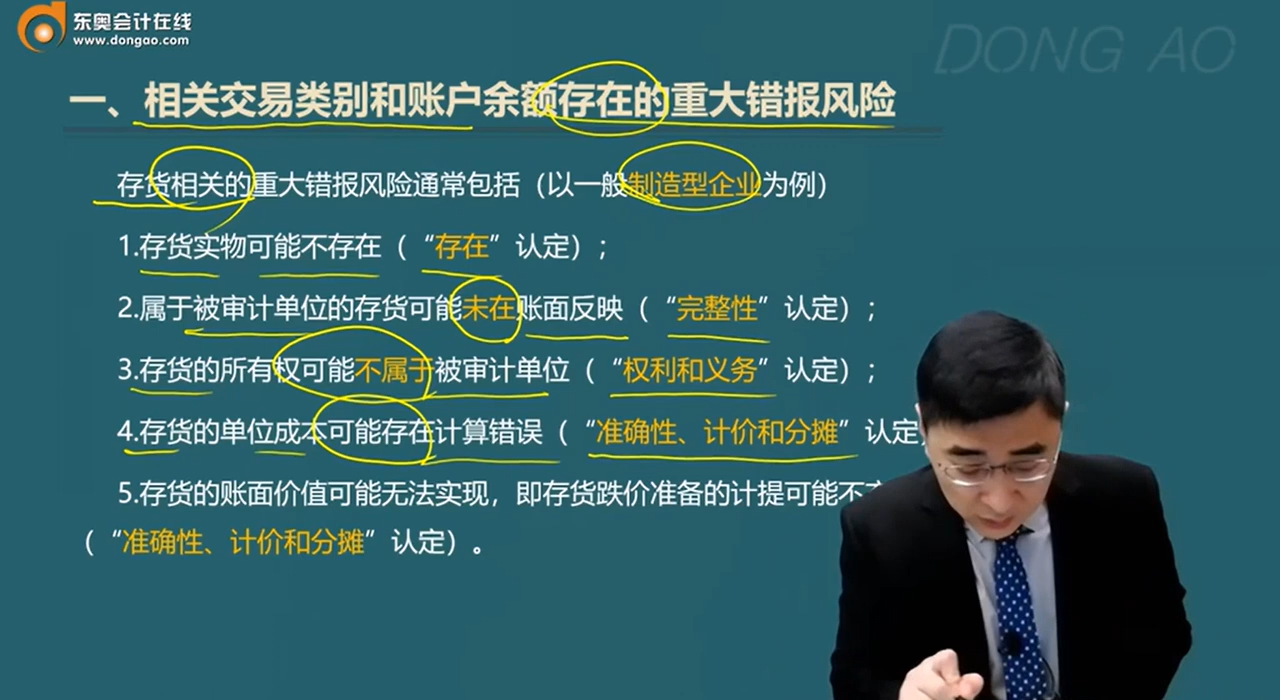 东奥会计在线
www.dongao.com
DONG AO
一、相关交易类别和账户余额存在的重大错报风险
存货相关的重大错报风险通常包括（以一般制造型企业为例）
1.存货实物可能不存在（“存在”认定）；
2.属于被审计单位的存货可能未在账面反映（“完整性”认定）；
3.存货的所有权可能不属于被审计单位（“权利和义务”认定）；
4.存货的单位成本可能存在计算错误（“准确性、计价和分摊”认定
5.存货的账面价值可能无法实现，即存货跌价准备的计提可能不
（“准确性、计价和分摊”认定）。